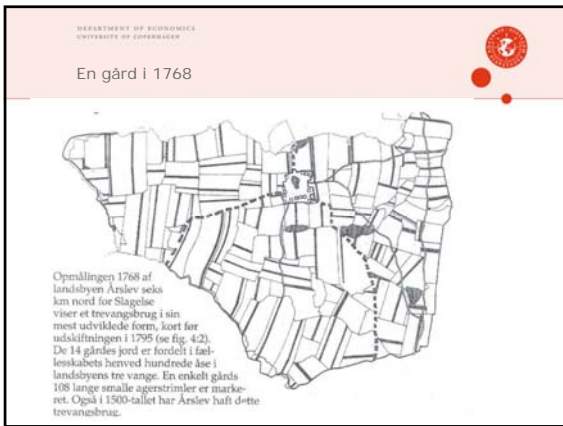 DEPARTMENT OF ECONOMICS
UNIVERSITY OF COPENHAGEN
En gård i 1768
Opmålingen 1768 af
landsbyen Årslev seks
km nord for Slagelse
viser et trevangsbrug i sin
mest udviklede form, kort før
udskiftningen i 1795 (se fig. 4:2).
De 14 gårdes jord er fordelt i fæl-
lesskabets henved hundrede åse i
landsbyens tre vange. En enkelt gårds
108 lange smalle agerstrimler er marke-
ret. Også i 1500-tallet har Årslev haft dette
trevangsbrug.